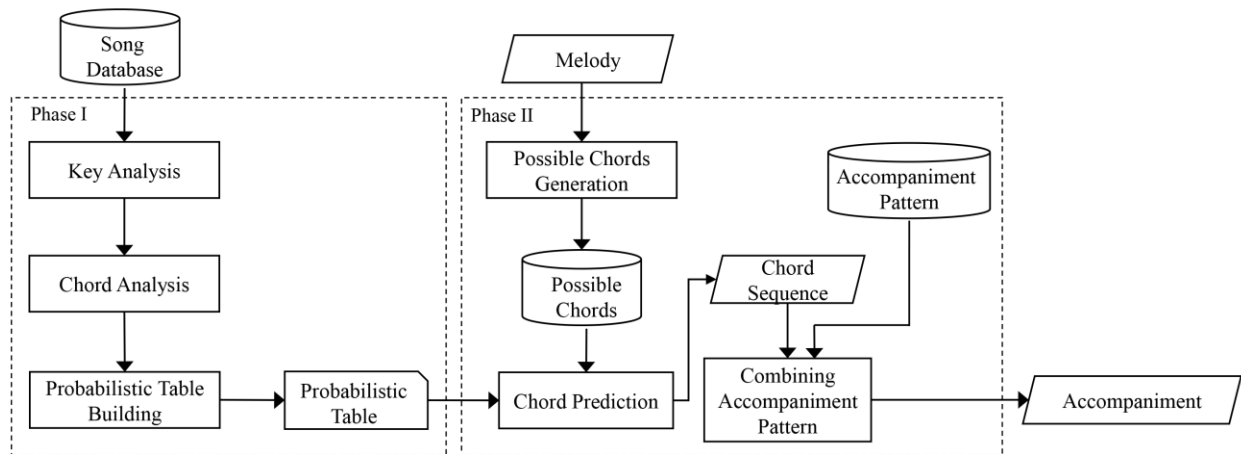 Song
Database
Phase I
Key Analysis
Chord Analysis
Probabilistic Table
Building
Probabilistic
Table
Melody
Phase II
Possible Chords
Generation
Possible
Chords
Chord Prediction
Chord
Sequence
Accompaniment
Pattern
Combining
Accompaniment
Pattern
Accompaniment